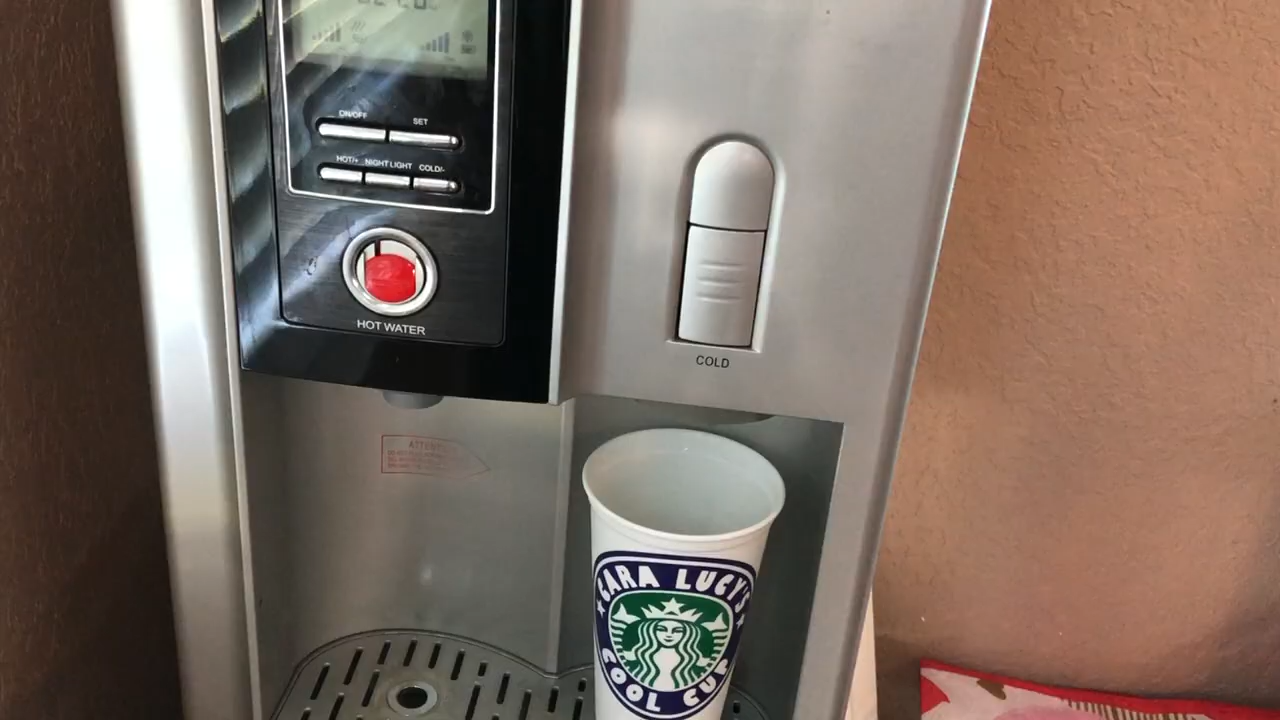 ON/OFF SET
HOT/+ NIGHT LIGHT COLD/-
HOT WATER
COLD
CARA LUCY'S
COOL CUP